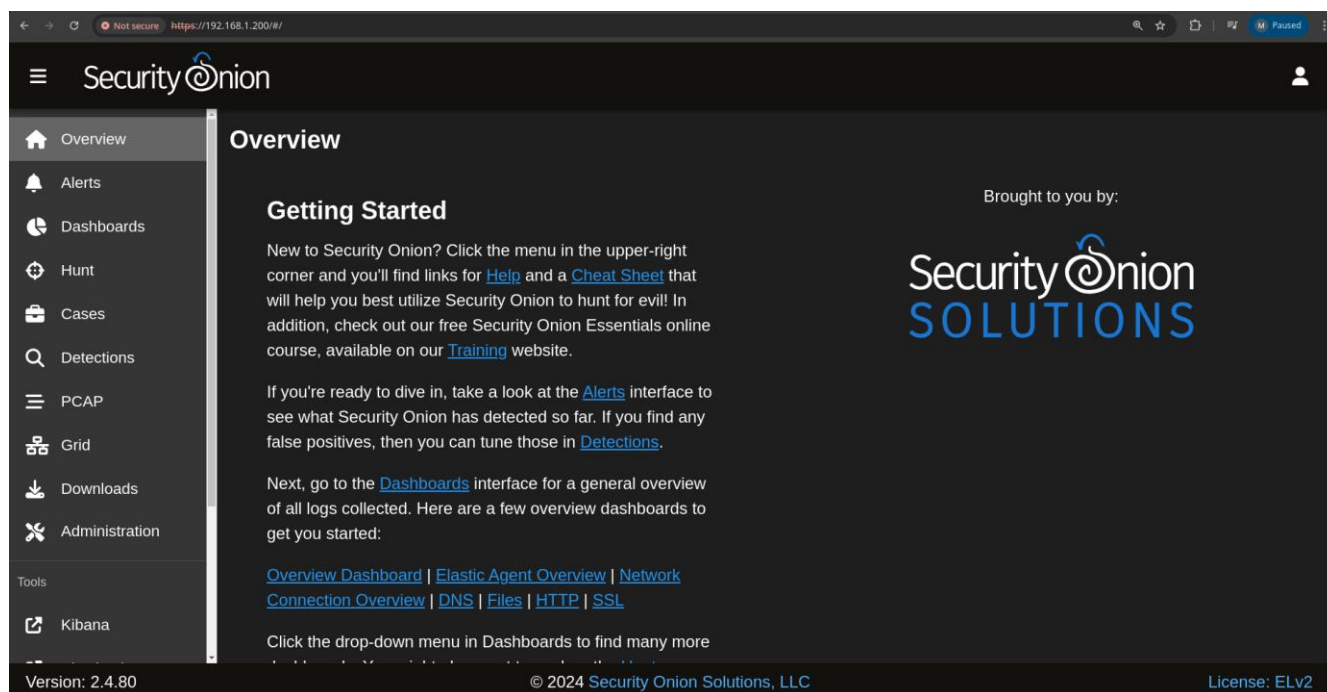 Not secure https://192.168.1.200/#/
M Paused
Security Onion
Overview
Alerts
Dashboards
Hunt
Cases
Detections
PCAP
Grid
Downloads
Administration
Tools
Kibana
Overview
Getting Started
New to Security Onion? Click the menu in the upper-right
corner and you'll find links for Help and a Cheat Sheet that
will help you best utilize Security Onion to hunt for evil! In
addition, check out our free Security Onion Essentials online
course, available on our Training website.
If you're ready to dive in, take a look at the Alerts interface to
see what Security Onion has detected so far. If you find any
false positives, then you can tune those in Detections.
Next, go to the Dashboards interface for a general overview
of all logs collected. Here are a few overview dashboards to
get you started:
Overview Dashboard | Elastic Agent Overview | Network
Connection Overview | DNS | Files | HTTP | SSL
Click the drop-down menu in Dashboards to find many more
Brought to you by:
Security Onion
SOLUTIONS
Version: 2.4.80
© 2024 Security Onion Solutions, LLC
License: ELv2